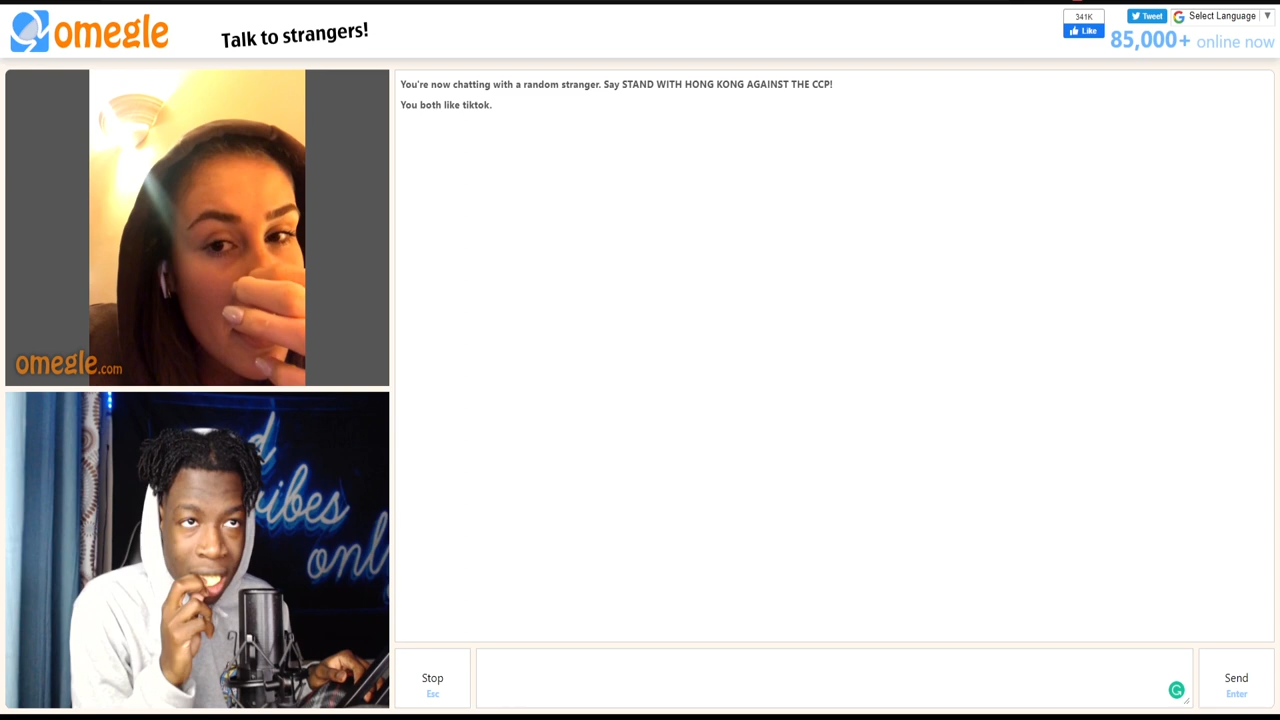 omegle
Talk to strangers!
341K
Like
Tweet
Select Language
85,000+ online now
You're now chatting with a random stranger. Say STAND WITH HONG KONG AGAINST THE CCP!
You both like tiktok.
omegle.com
vibes
Stop
Esc
Send
Enter